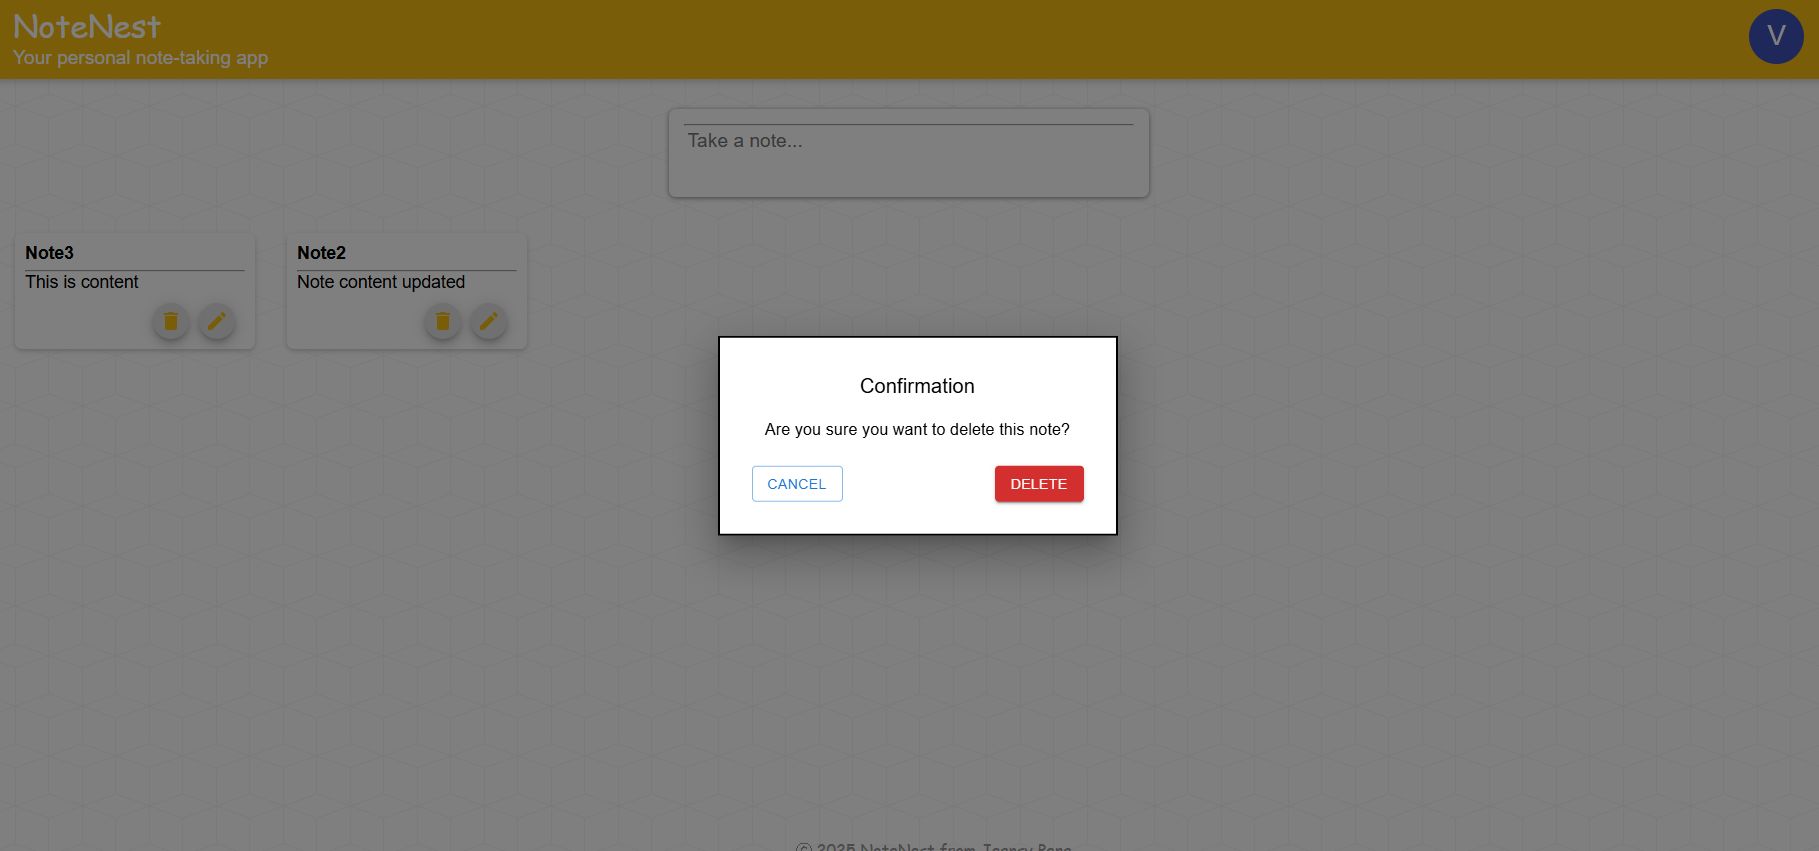 NoteNest
Your personal note-taking app
V
Take a note...
Note3
This is content
Note2
Note content updated
Confirmation
Are you sure you want to delete this note?
CANCEL
DELETE
© 2025 NoteNest from